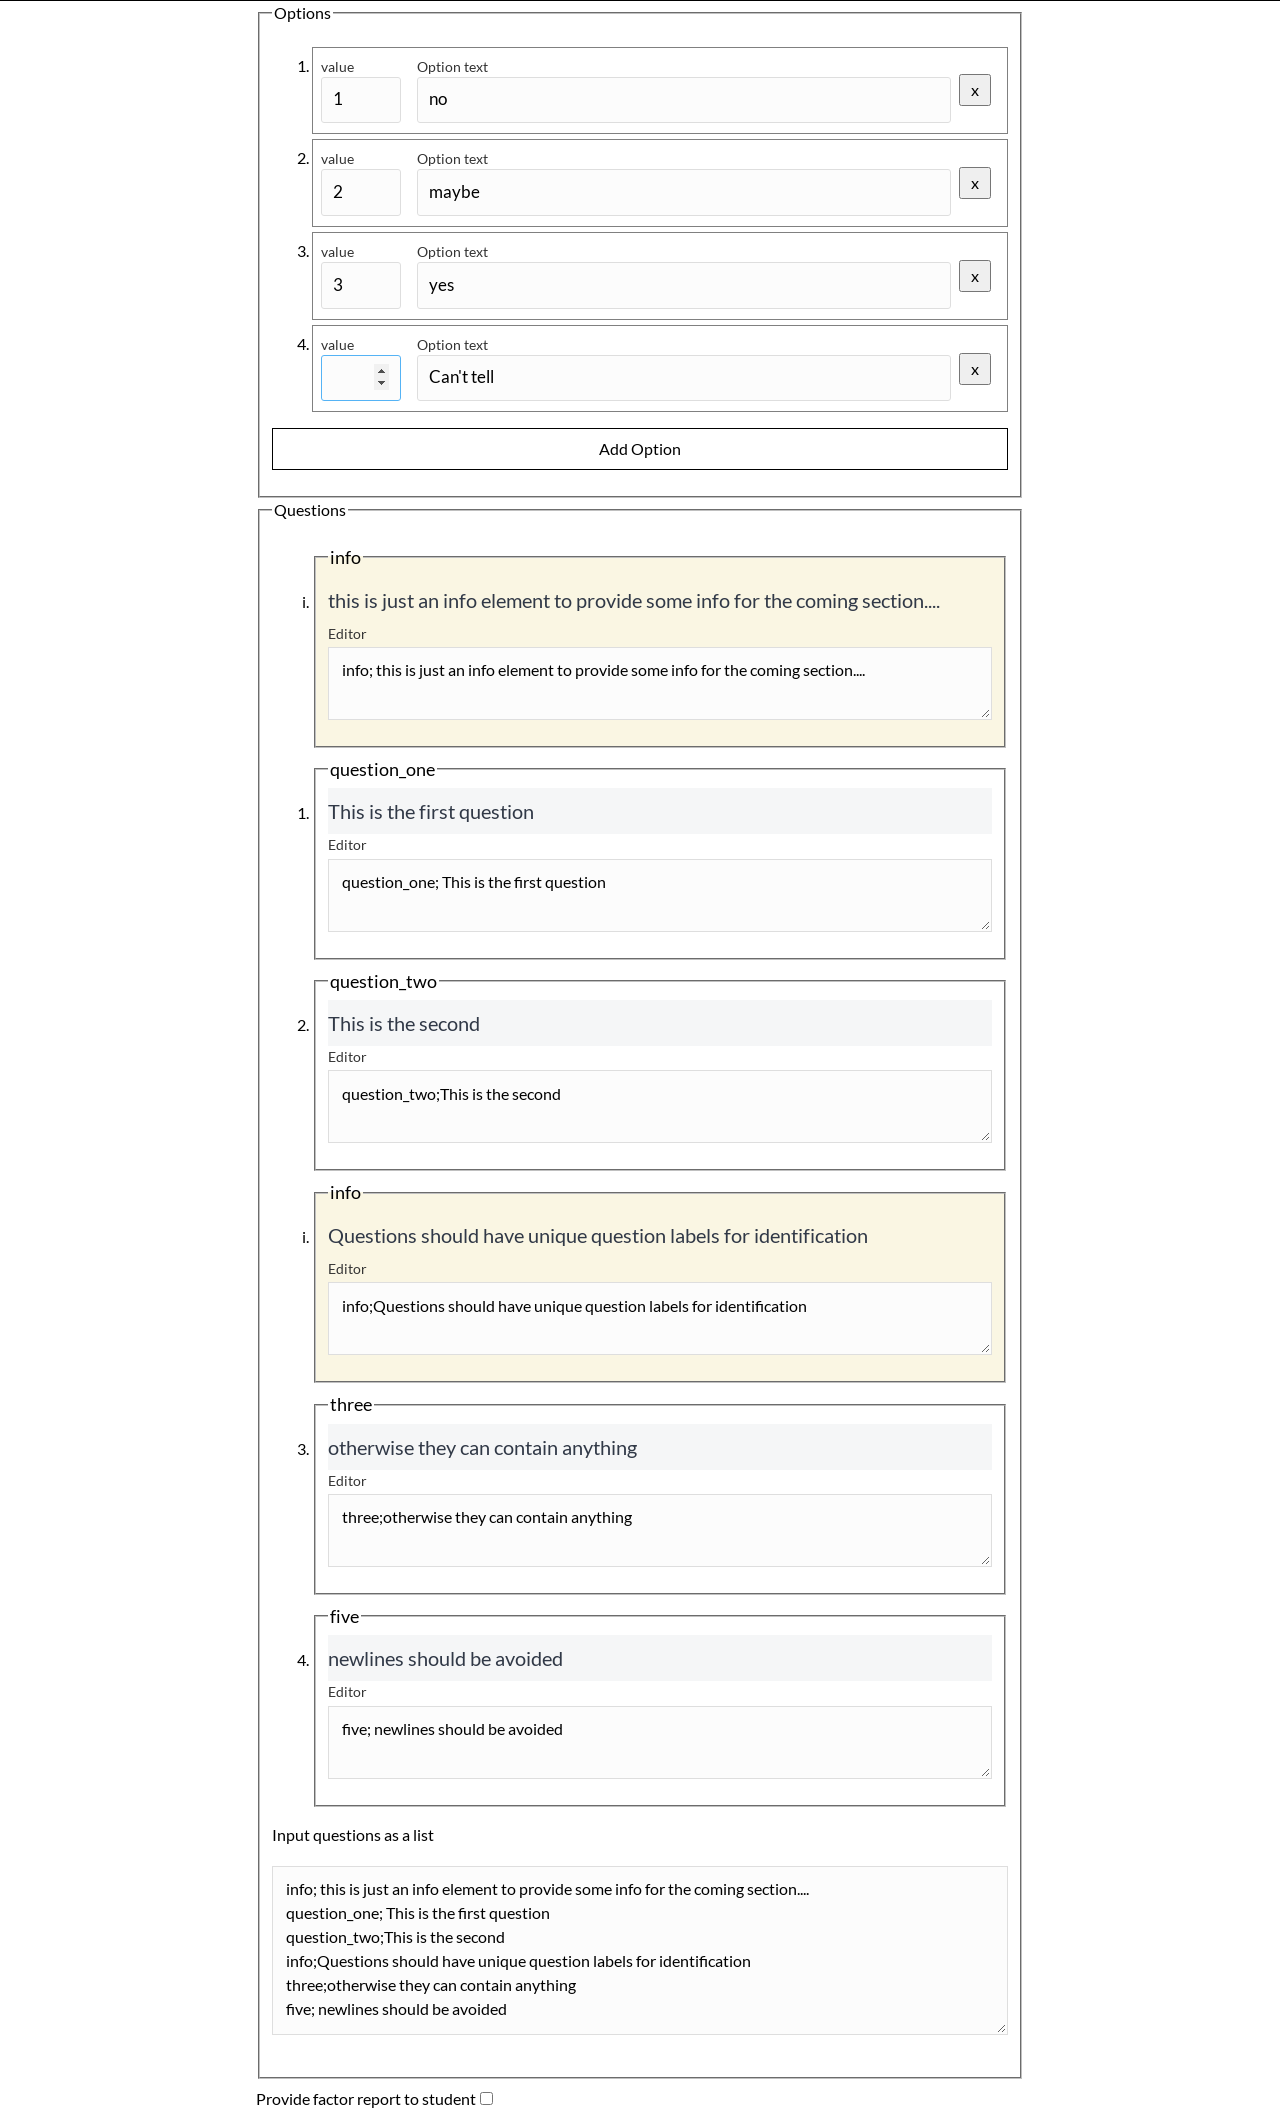 Options
1. value Option text
1 no x
2. value Option text
2 maybe x
3. value Option text
3 yes x
4. value Option text
Can't tell x
Add Option
Questions
info
i. this is just an info element to provide some info for the coming section....
Editor
info; this is just an info element to provide some info for the coming section....
question_one
1. This is the first question
Editor
question_one; This is the first question
question_two
2. This is the second
Editor
question_two;This is the second
info
i. Questions should have unique question labels for identification
Editor
info;Questions should have unique question labels for identification
three
3. otherwise they can contain anything
Editor
three;otherwise they can contain anything
five
4. newlines should be avoided
Editor
five; newlines should be avoided
Input questions as a list
info; this is just an info element to provide some info for the coming section....
question_one; This is the first question
question_two;This is the second
info;Questions should have unique question labels for identification
three;otherwise they can contain anything
five; newlines should be avoided
Provide factor report to student